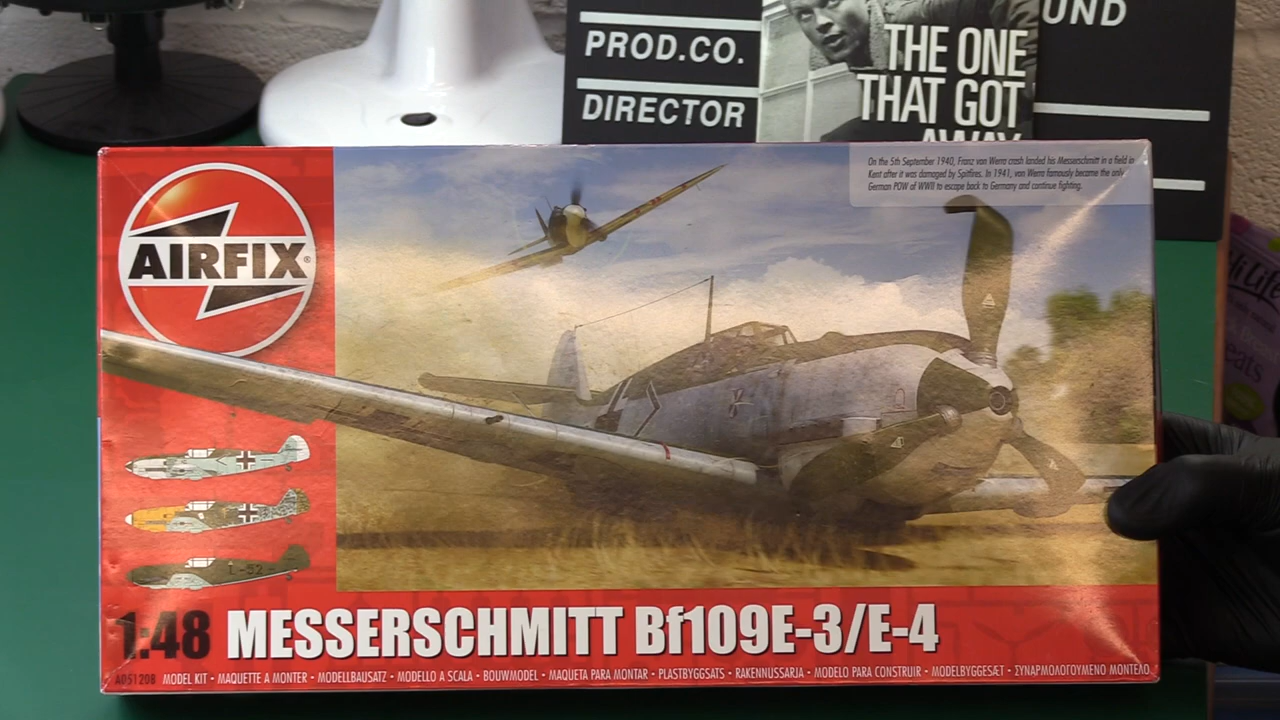 UND
PROD.CO.
DIRECTOR
THE ONE
THAT GOT
AWAY
On the 5th September 1940, Franz von Werra crash landed his Messerschmitt in a field in
Kent after it was damaged by Spitfires. In 1941, von Werra famously became the only
German POW of WWII to escape back to Germany and continue fighting.
AIRFIX®
L-52
1:48 MESSERSCHMITT Bf109E-3/E-4
A05120B MODEL KIT • MAQUETTE A MONTER • MODELLBAUSATZ • MODELLO A SCALA • BOUWMODEL • MAQUETA PARA MONTAR • PLASTBYGGSATS • RAKENNUSSARJA • MODELO PARA CONSTRUIR • MODELBYGGESÆT • ΣΥΝΑΡΜΟΛΟΓΟΥΜΕΝΟ ΜΟΝΤΕΛΟ
iLife
eats